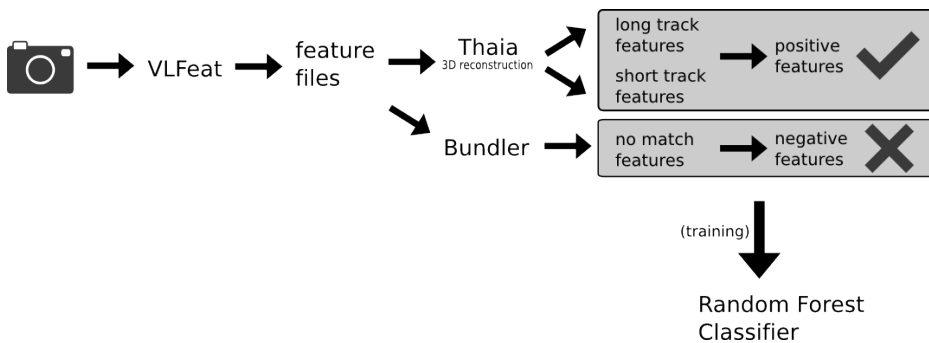 VLFeat
feature
files
Thaia
3D reconstruction
long track
features
short track
features
positive
features
Bundler
no match
features
negative
features
(training)
Random Forest
Classifier